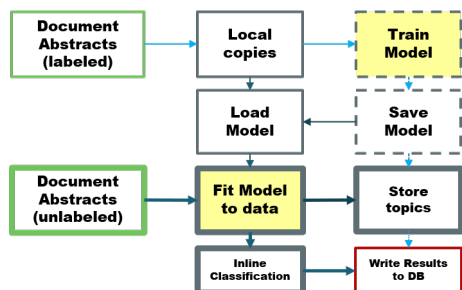 Document
Abstracts
(labeled)
Local
copies
Train
Model
Load
Model
Save
Model
Document
Abstracts
(unlabeled)
Fit Model
to data
Store
topics
Inline
Classification
Write Results
to DB